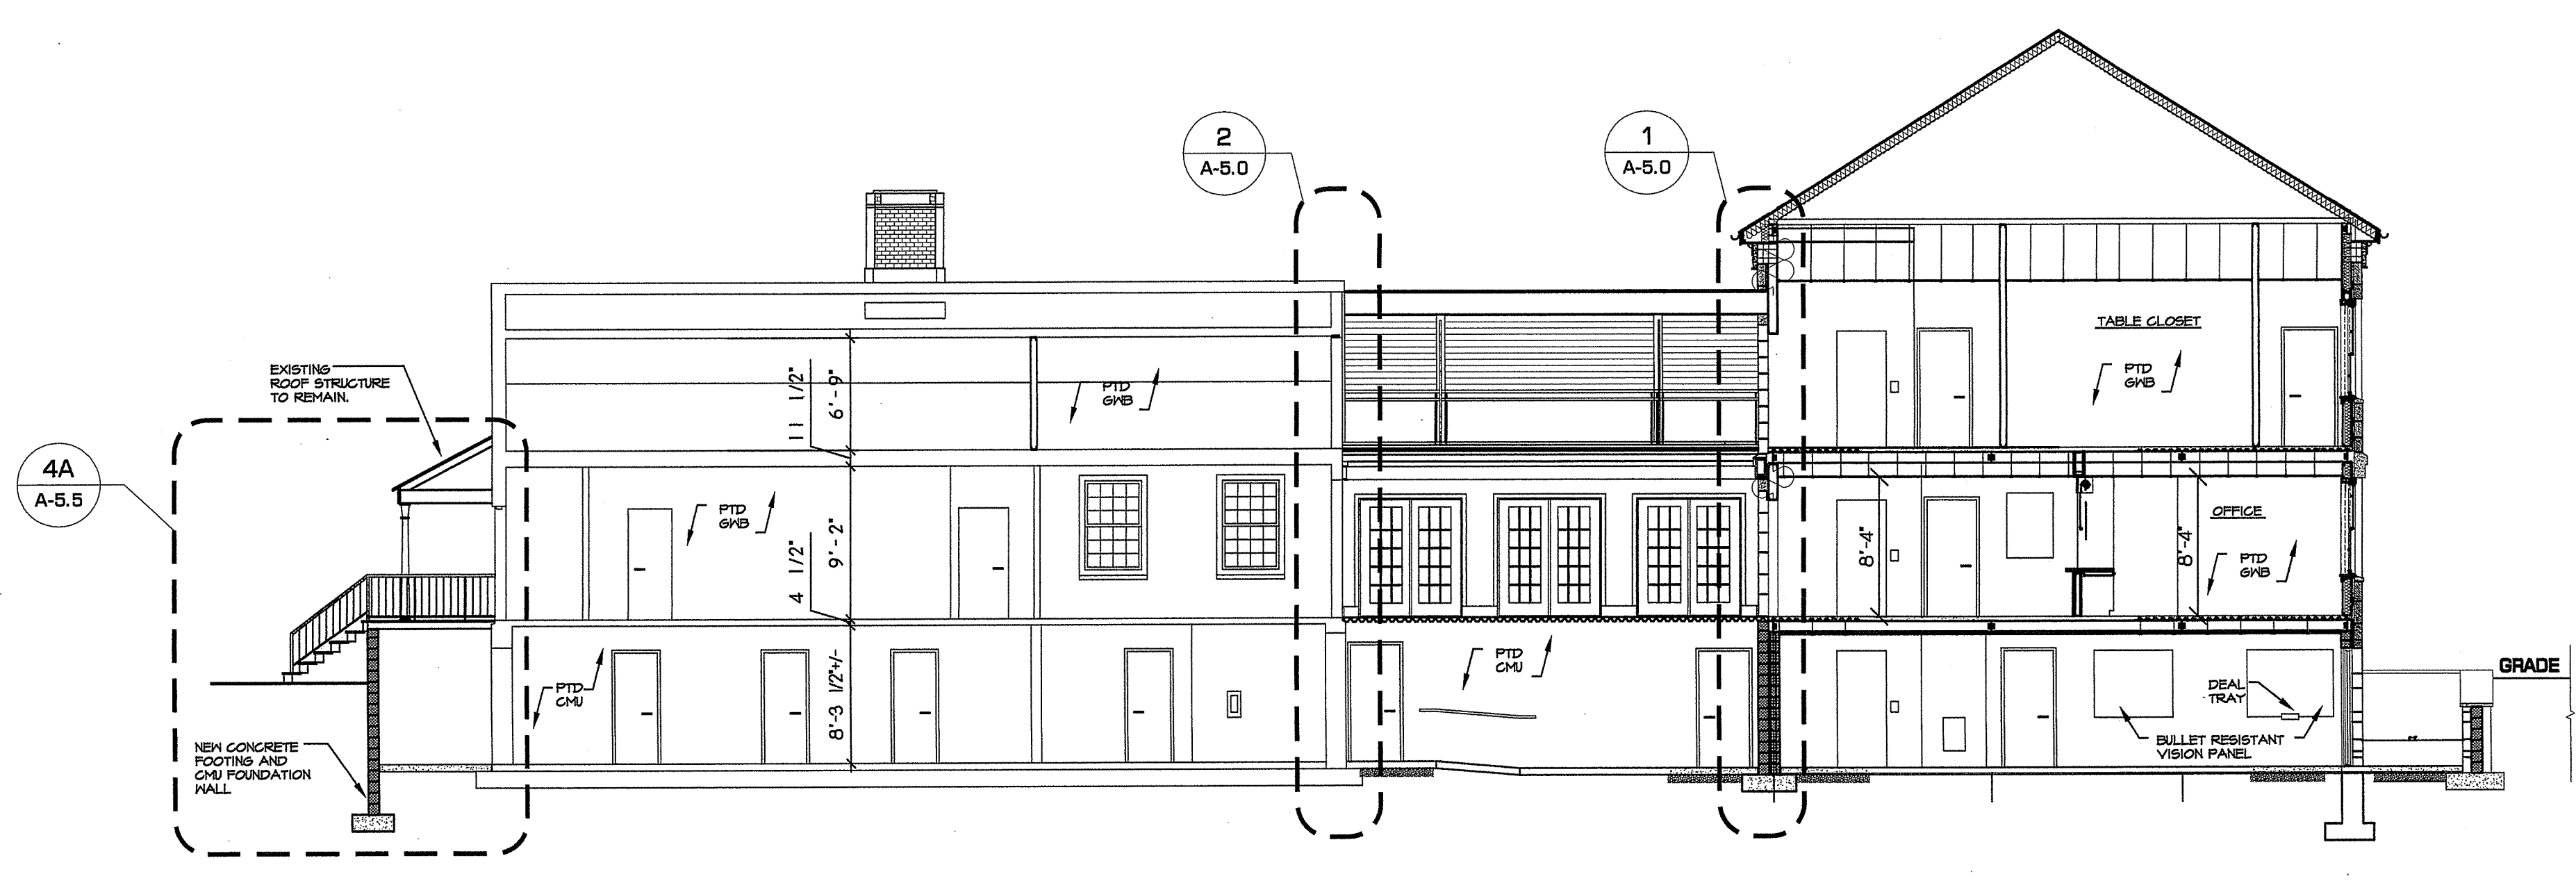 2
A-5.0
1
A-5.0
EXISTING
ROOF STRUCTURE
TO REMAIN.
4A
A-5.5
11 1/2"
6'-9"
PTD
GWB
TABLE CLOSET
PTD
GWB
PTD
GWB
4 1/2"
9'-2"
8'-4"
8'-4"
OFFICE
PTD
GWB
PTD
CMU
8'-3 1/2"+/-
PTD
CMU
DEAL
TRAY
BULLET RESISTANT
VISION PANEL
GRADE
NEW CONCRETE
FOOTING AND
CMU FOUNDATION
WALL